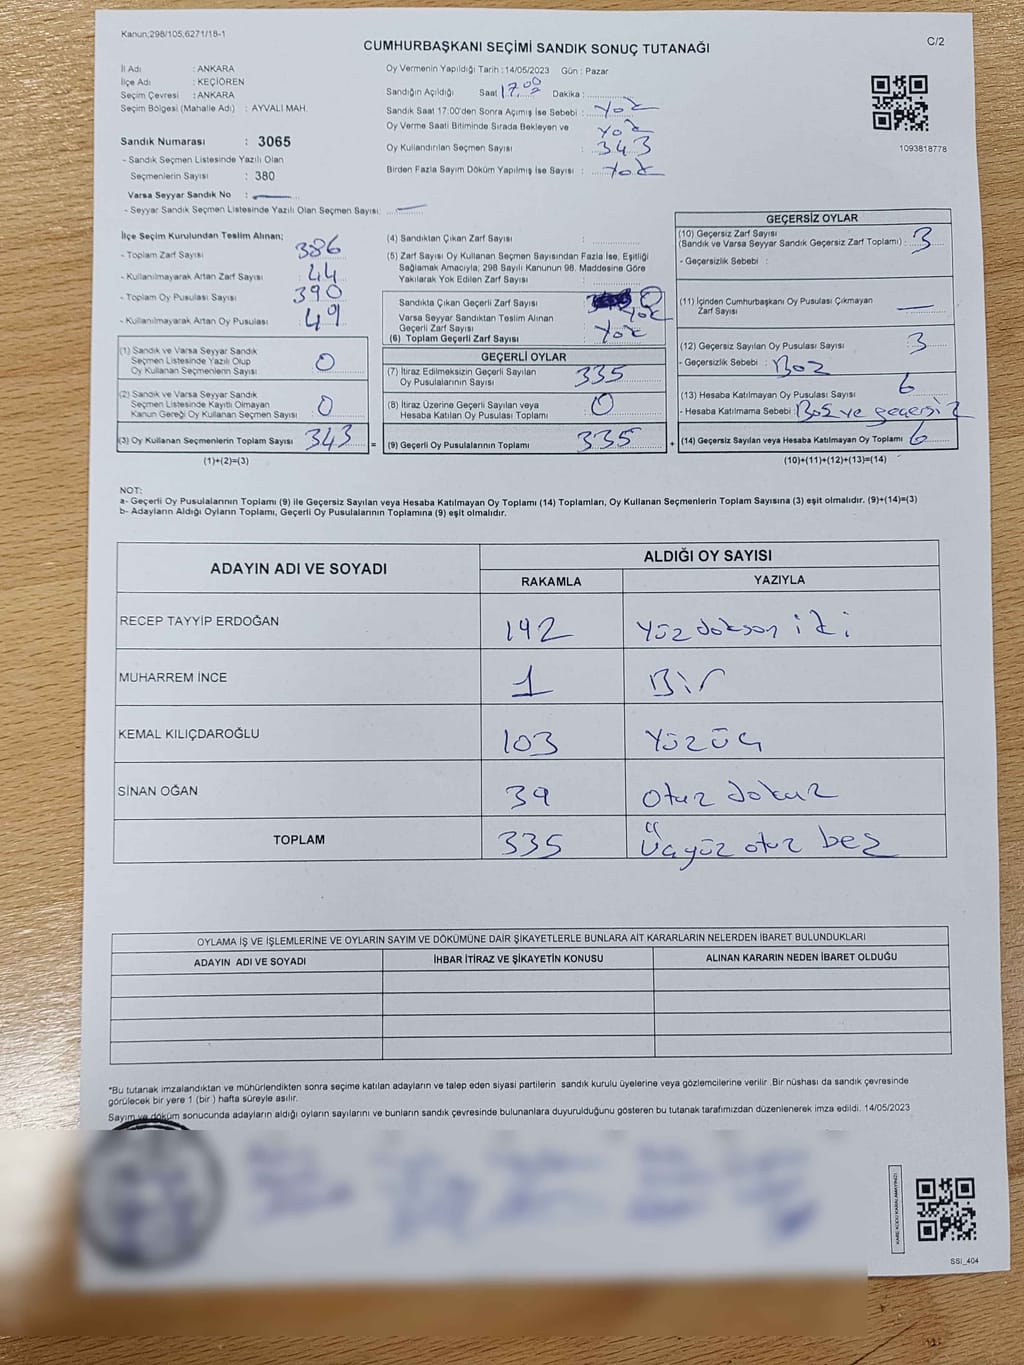 Kanun;298/105;6271/18-1
C/2
CUMHURBAŞKANI SEÇİMİ SANDIK SONUÇ TUTANAĞI
İl Adı : ANKARA
İlçe Adı : KEÇİÖREN
Seçim Çevresi : ANKARA
Seçim Bölgesi (Mahalle Adı) : AYVALI MAH.
Sandık Numarası : 3065
- Sandık Seçmen Listesinde Yazılı Olan
Seçmenlerin Sayısı : 380
Varsa Seyyar Sandık No :
- Seyyar Sandık Seçmen Listesinde Yazılı Olan Seçmen Sayısı:
Oy Vermenin Yapıldığı Tarih : 14/05/2023 Gün : Pazar
Sandığın Açıldığı Saat 17.00 Dakika :
Sandık Saat 17:00'den Sonra Açımış İse Sebebi : Yok
Oy Verme Saati Bitiminde Sırada Bekleyen ve Yok
Oy Kullandırılan Seçmen Sayısı : 343
Birden Fazla Sayım Döküm Yapılmış İse Sayısı : Yok
1093818778
İlçe Seçim Kurulundan Teslim Alınan;
- Toplam Zarf Sayısı 386
- Kullanılmayarak Artan Zarf Sayısı 44
- Toplam Oy Pusulası Sayısı 390
- Kullanılmayarak Artan Oy Pusulası 49
(1) Sandık ve Varsa Seyyar Sandık
Seçmen Listesinde Yazılı Olup
Oy Kullanan Seçmenlerin Sayısı 0
(2) Sandık ve Varsa Seyyar Sandık
Seçmen Listesinde Kayıtlı Olmayan
Kanun Gereği Oy Kullanan Seçmen Sayısı 0
(3) Oy Kullanan Seçmenlerin Toplam Sayısı 343 =
(1)+(2)=(3)
(4) Sandıktan Çıkan Zarf Sayısı :
(5) Zarf Sayısı Oy Kullanan Seçmen Sayısından Fazla İse, Eşitliği
Sağlamak Amacıyla; 298 Sayılı Kanunun 98. Maddesine Göre
Yakılarak Yok Edilen Zarf Sayısı :
Sandıkta Çıkan Geçerli Zarf Sayısı 0
Varsa Seyyar Sandıktan Teslim Alınan Yok
Geçerli Zarf Sayısı
(6) Toplam Geçerli Zarf Sayısı : Yok
GEÇERLİ OYLAR
(7) İtiraz Edilmeksizin Geçerli Sayılan
Oy Pusulalarının Sayısı 335
(8) İtiraz Üzerine Geçerli Sayılan veya
Hesaba Katılan Oy Pusulası Toplamı 0
(9) Geçerli Oy Pusulalarının Toplamı 335 +
GEÇERSİZ OYLAR
(10) Geçersiz Zarf Sayısı
(Sandık ve Varsa Seyyar Sandık Geçersiz Zarf Toplamı) : 3
- Geçersizlik Sebebi :
(11) İçinden Cumhurbaşkanı Oy Pusulası Çıkmayan
Zarf Sayısı
(12) Geçersiz Sayılan Oy Pusulası Sayısı 3
- Geçersizlik Sebebi : Boz
(13) Hesaba Katılmayan Oy Pusulası Sayısı 6
- Hesaba Katılmama Sebebi : Boş ve geçersiz
(14) Geçersiz Sayılan veya Hesaba Katılmayan Oy Toplamı 6
(10)+(11)+(12)+(13)=(14)
NOT:
a- Geçerli Oy Pusulalarının Toplamı (9) ile Geçersiz Sayılan veya Hesaba Katılmayan Oy Toplamı (14) Toplamları, Oy Kullanan Seçmenlerin Toplam Sayısına (3) eşit olmalıdır. (9)+(14)=(3)
b- Adayların Aldığı Oyların Toplamı, Geçerli Oy Pusulalarının Toplamına (9) eşit olmalıdır.
ADAYIN ADI VE SOYADI
ALDIĞI OY SAYISI
RAKAMLA YAZIYLA
RECEP TAYYİP ERDOĞAN 192 Yüz doksan iki
MUHARREM İNCE 1 Bir
KEMAL KILIÇDAROĞLU 103 Yüz üç
SİNAN OĞAN 39 Otuz dokuz
TOPLAM 335 Üçyüz otuz beş
OYLAMA İŞ VE İŞLEMLERİNE VE OYLARIN SAYIM VE DÖKÜMÜNE DAİR ŞİKAYETLERLE BUNLARA AİT KARARLARIN NELERDEN İBARET BULUNDUKLARI
ADAYIN ADI VE SOYADI İHBAR İTİRAZ VE ŞİKAYETİN KONUSU ALINAN KARARIN NEDEN İBARET OLDUĞU
*Bu tutanak imzalandıktan ve mühürlendikten sonra seçime katılan adayların ve talep eden siyasi partilerin sandık kurulu üyelerine veya gözlemcilerine verilir .Bir nüshası da sandık çevresinde
görülecek bir yere 1 (bir ) hafta süreyle asılır.
Sayım ve döküm sonucunda adayların aldığı oyların sayılarını ve bunların sandık çevresinde bulunanlara duyurulduğunu gösteren bu tutanak tarafımızdan düzenlenerek imza edildi. 14/05/2023
KARE KODU KARALAMAYINIZ!
SSI_404